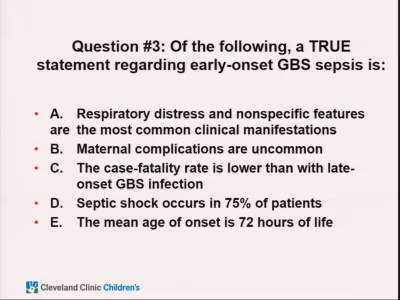 Question #3: Of the following, a TRUE
statement regarding early-onset GBS sepsis is:
• A. Respiratory distress and nonspecific features
are the most common clinical manifestations
• B. Maternal complications are uncommon
• C. The case-fatality rate is lower than with late-
onset GBS infection
• D. Septic shock occurs in 75% of patients
• E. The mean age of onset is 72 hours of life
Cleveland Clinic Children's